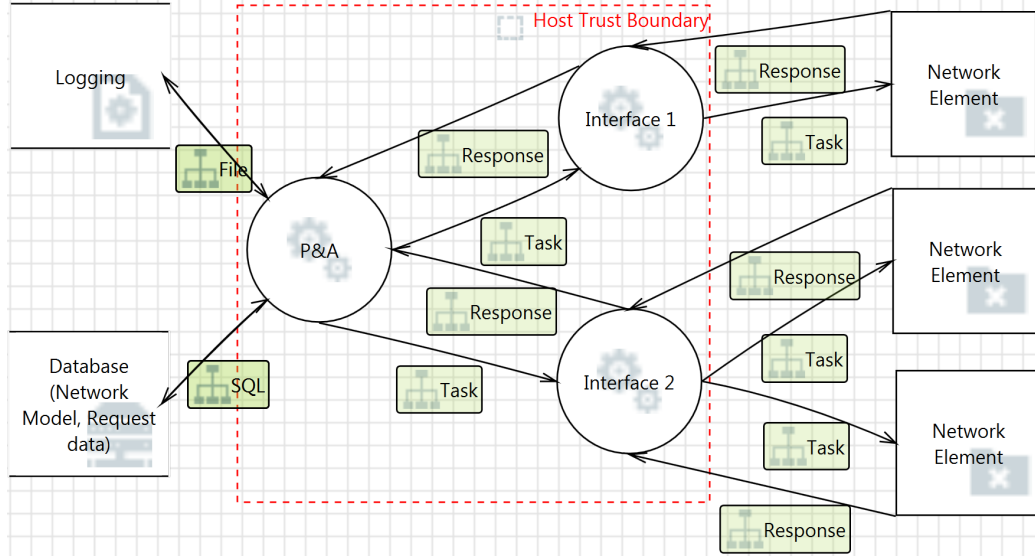 Host Trust Boundary
Logging
Response
Network
Element
Interface 1
Task
Response
File
P&A
Task
Network
Element
Response
Response
Database
(Network
Model, Request
data)
SQL
Task
Interface 2
Task
Task
Network
Element
Response